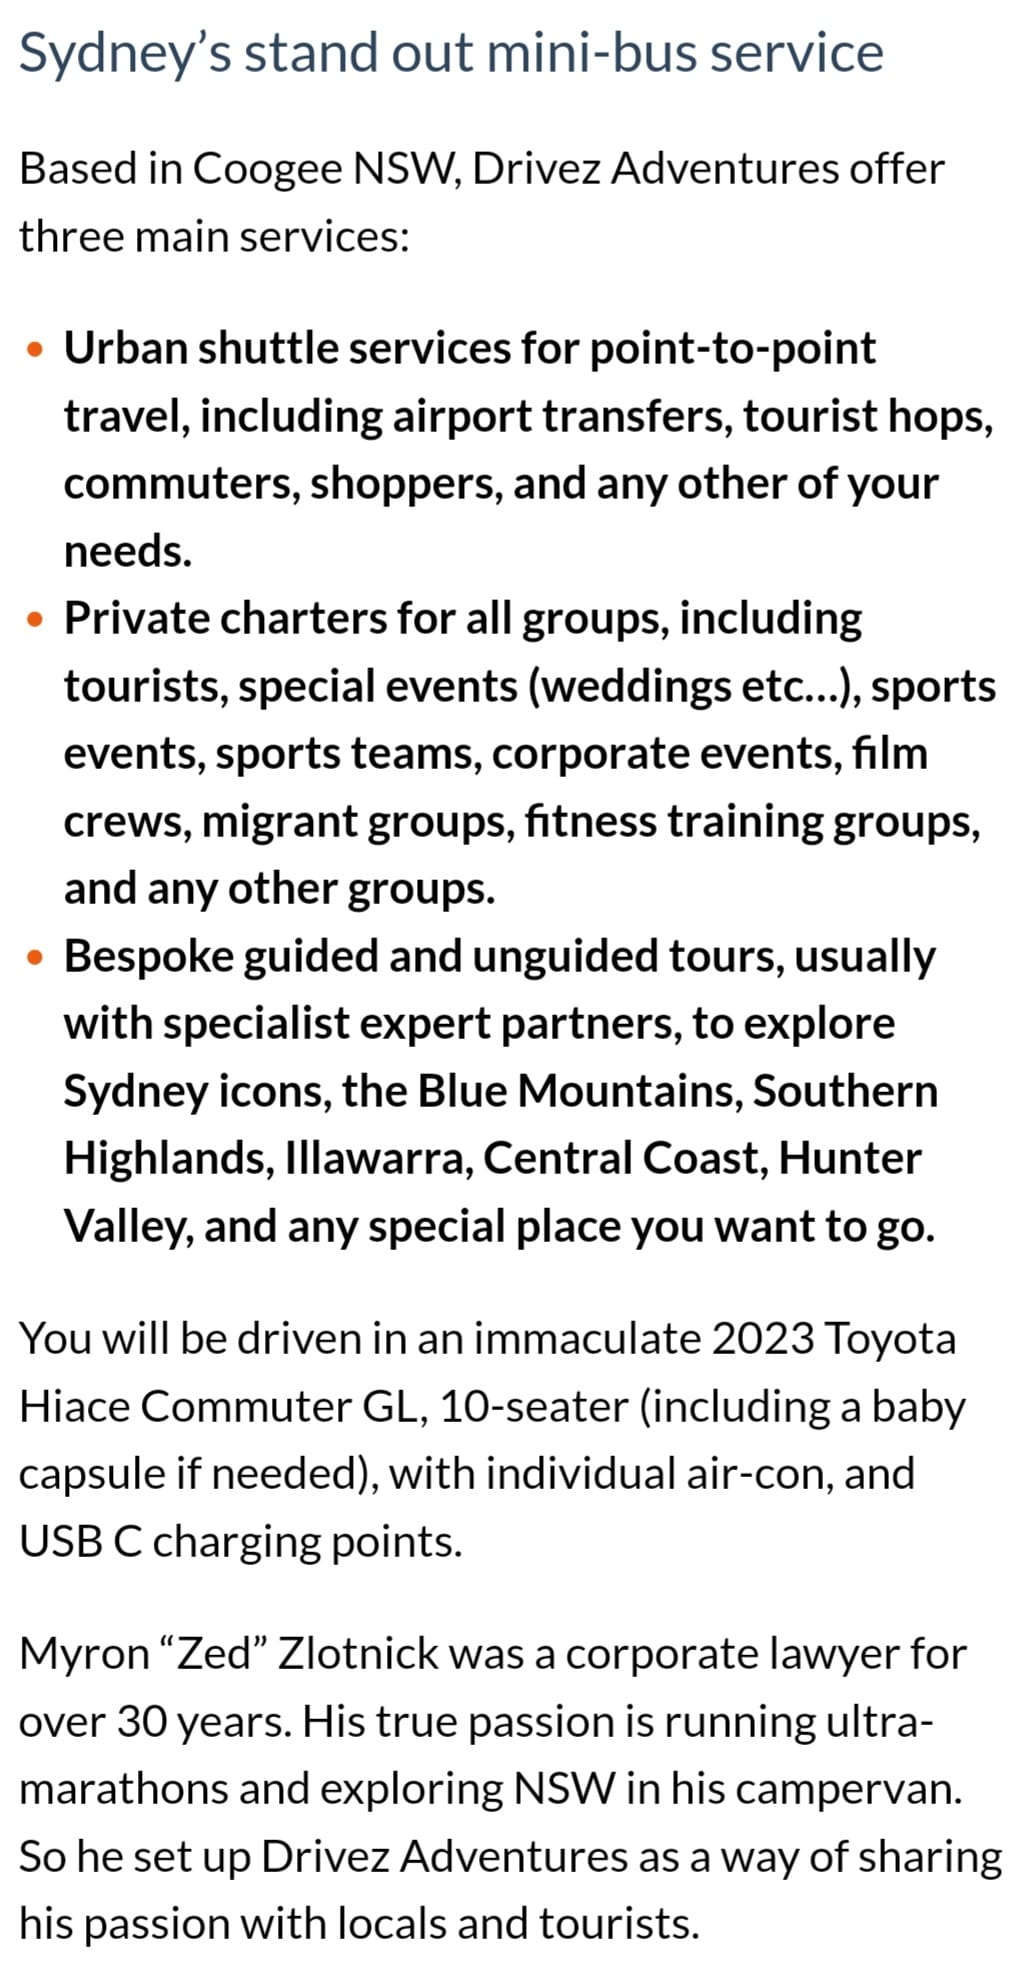 Sydney’s stand out mini-bus service
Based in Coogee NSW, Drivez Adventures offer
three main services:
• Urban shuttle services for point-to-point
travel, including airport transfers, tourist hops,
commuters, shoppers, and any other of your
needs.
• Private charters for all groups, including
tourists, special events (weddings etc...), sports
events, sports teams, corporate events, film
crews, migrant groups, fitness training groups,
and any other groups.
• Bespoke guided and unguided tours, usually
with specialist expert partners, to explore
Sydney icons, the Blue Mountains, Southern
Highlands, Illawarra, Central Coast, Hunter
Valley, and any special place you want to go.
You will be driven in an immaculate 2023 Toyota
Hiace Commuter GL, 10-seater (including a baby
capsule if needed), with individual air-con, and
USB C charging points.
Myron “Zed” Zlotnick was a corporate lawyer for
over 30 years. His true passion is running ultra-
marathons and exploring NSW in his campervan.
So he set up Drivez Adventures as a way of sharing
his passion with locals and tourists.